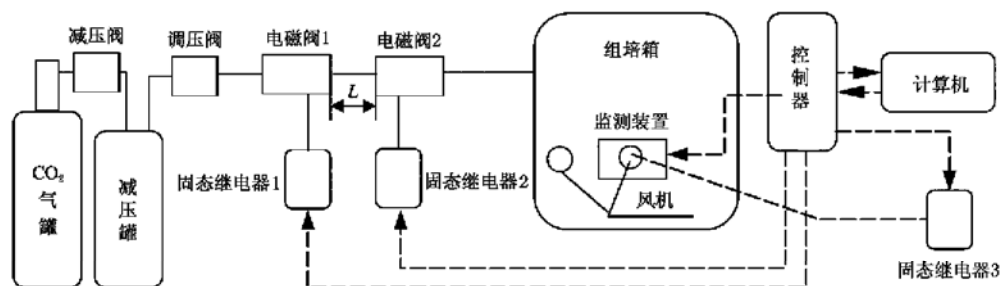 减压阀
调压阀
电磁阀1
电磁阀2
L
CO₂
气
罐
减
压
罐
固态继电器1
固态继电器2
组培箱
监测装置
风机
控
制
器
计算机
固态继电器3